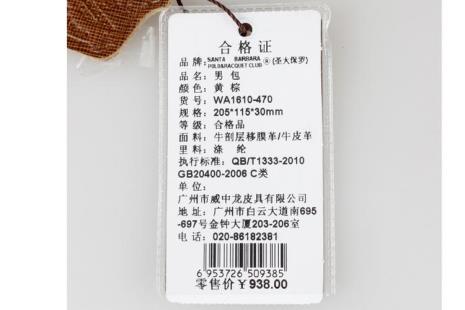 合格证
品牌: SANTA BARBARA POLO&RACQUET CLUB ® (圣大保罗)
品名: 男 包
颜色: 黄 棕
货号: WA1610-470
规格: 205*115*30mm
等级: 合格品
面料: 牛剖层移膜革/牛皮革
里料: 涤 纶
执行标准: QB/T1333-2010
GB20400-2006 C类
单位:
广州市威中龙皮具有限公司
地址: 广州市白云大道南695
-697号金钟大厦203-206室
电话: 020-86182381
6 953726 509385
零售价¥938.00